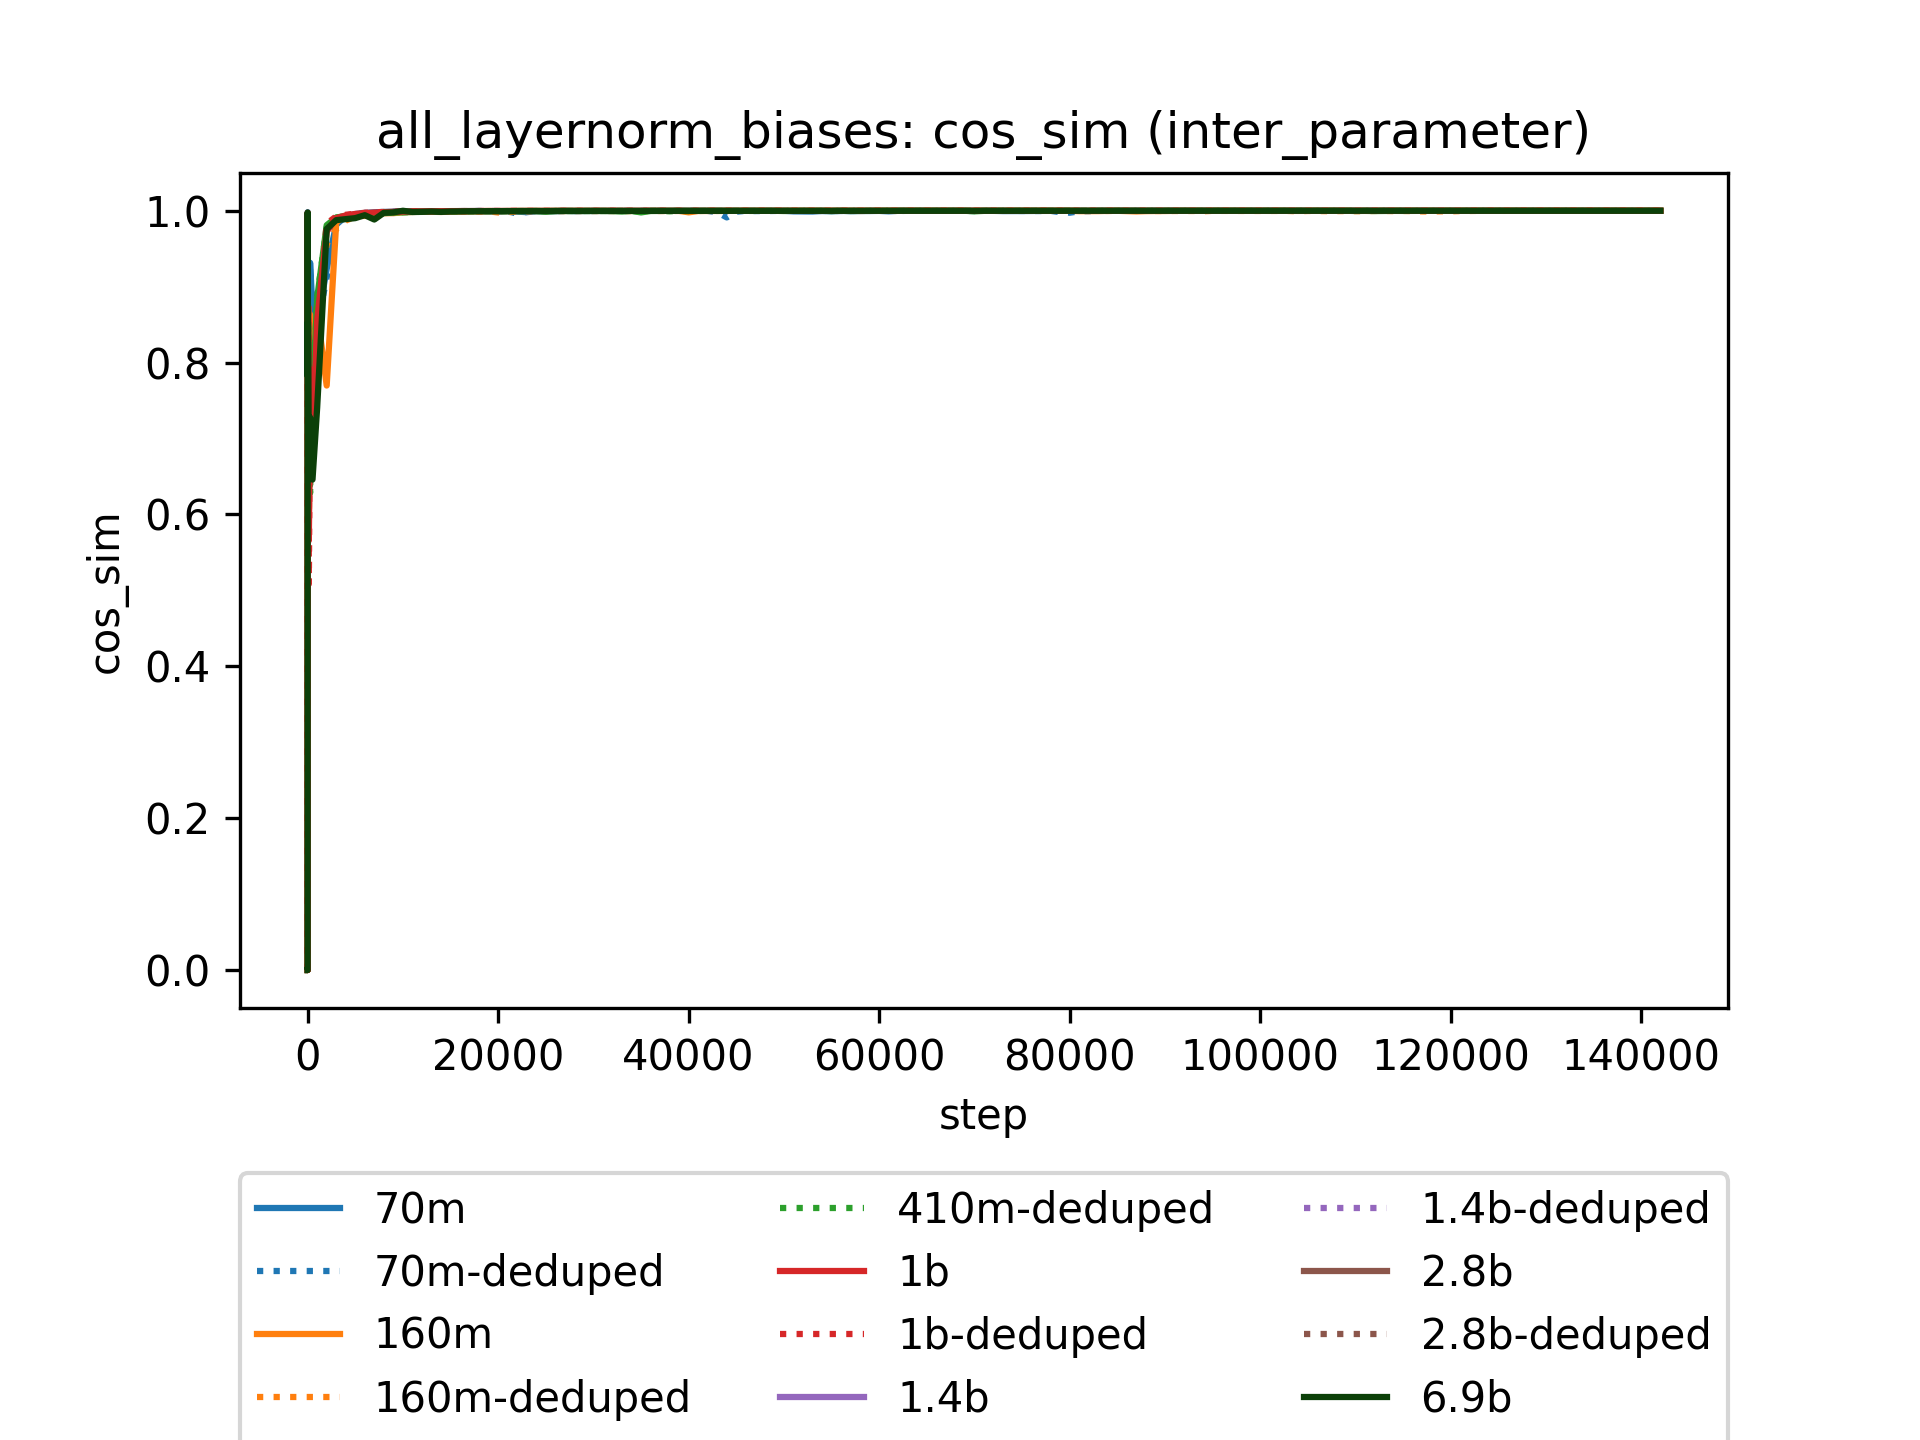 all_layernorm_biases: cos_sim (inter_parameter)
1.0
0.8
0.6
0.4
0.2
0.0
cos_sim
0 20000 40000 60000 80000 100000 120000 140000
step
70m 410m-deduped 1.4b-deduped
70m-deduped 1b 2.8b
160m 1b-deduped 2.8b-deduped
160m-deduped 1.4b 6.9b